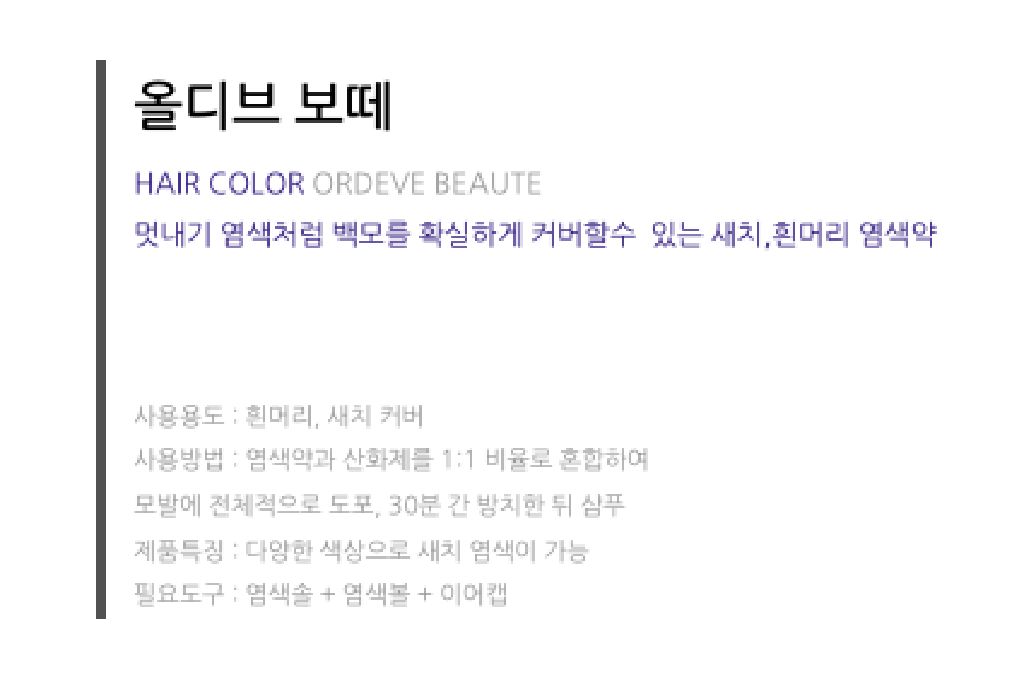 올디브 보떼
HAIR COLOR ORDEVE BEAUTE
멋내기 염색처럼 백모를 확실하게 커버할수 있는 새치,흰머리 염색약
사용용도 : 흰머리, 새치 커버
사용방법 : 염색약과 산화제를 1:1 비율로 혼합하여
모발에 전체적으로 도포, 30분 간 방치한 뒤 샴푸
제품특징 : 다양한 색상으로 새치 염색이 가능
필요도구 : 염색솔 + 염색볼 + 이어캡